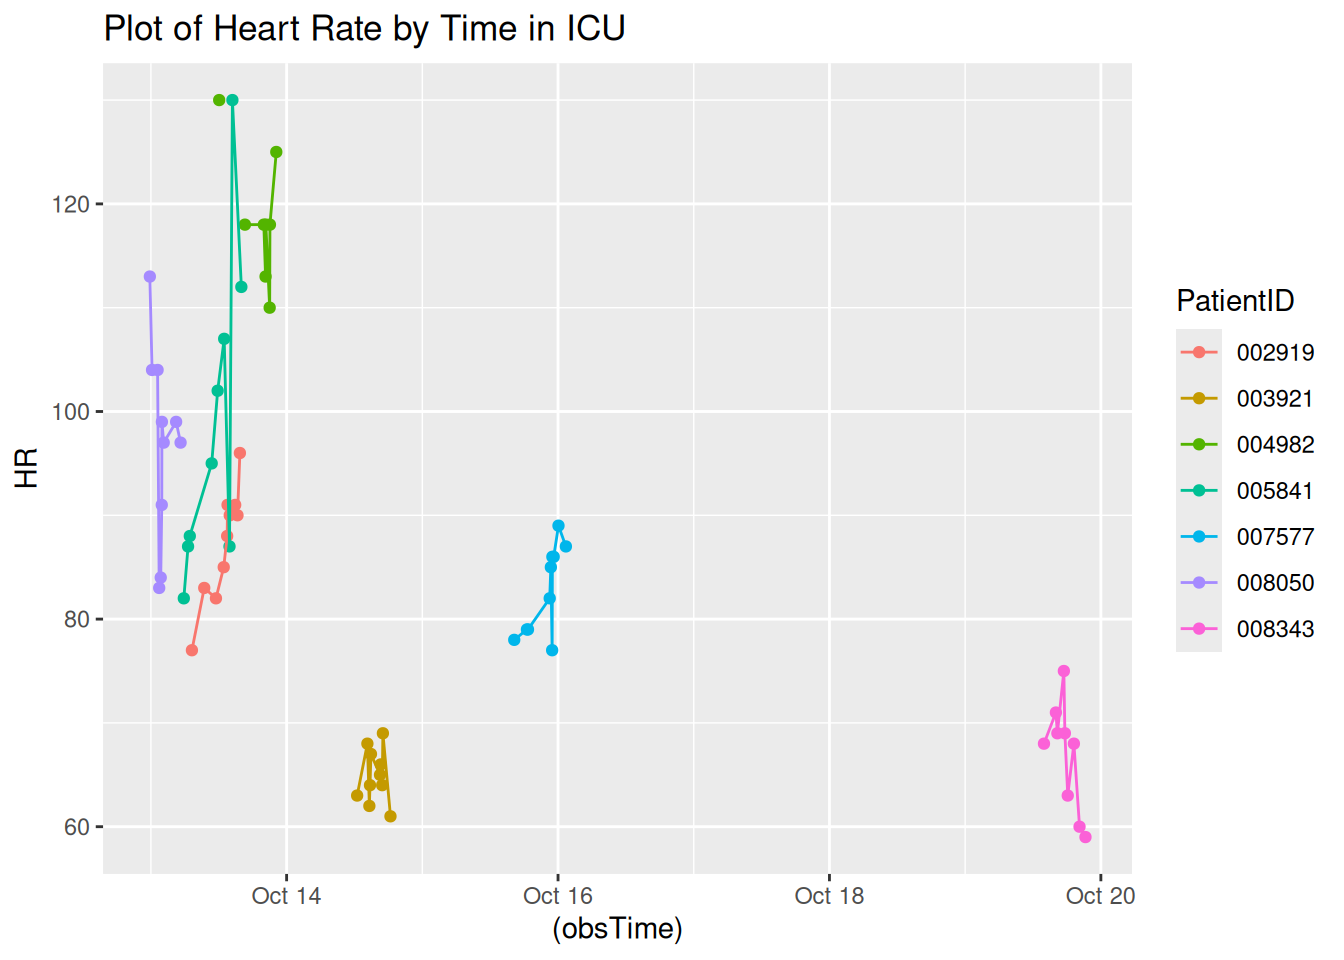 Plot of Heart Rate by Time in ICU
120
100
80
60
HR
Oct 14
Oct 16
Oct 18
Oct 20
(obsTime)
PatientID
002919
003921
004982
005841
007577
008050
008343